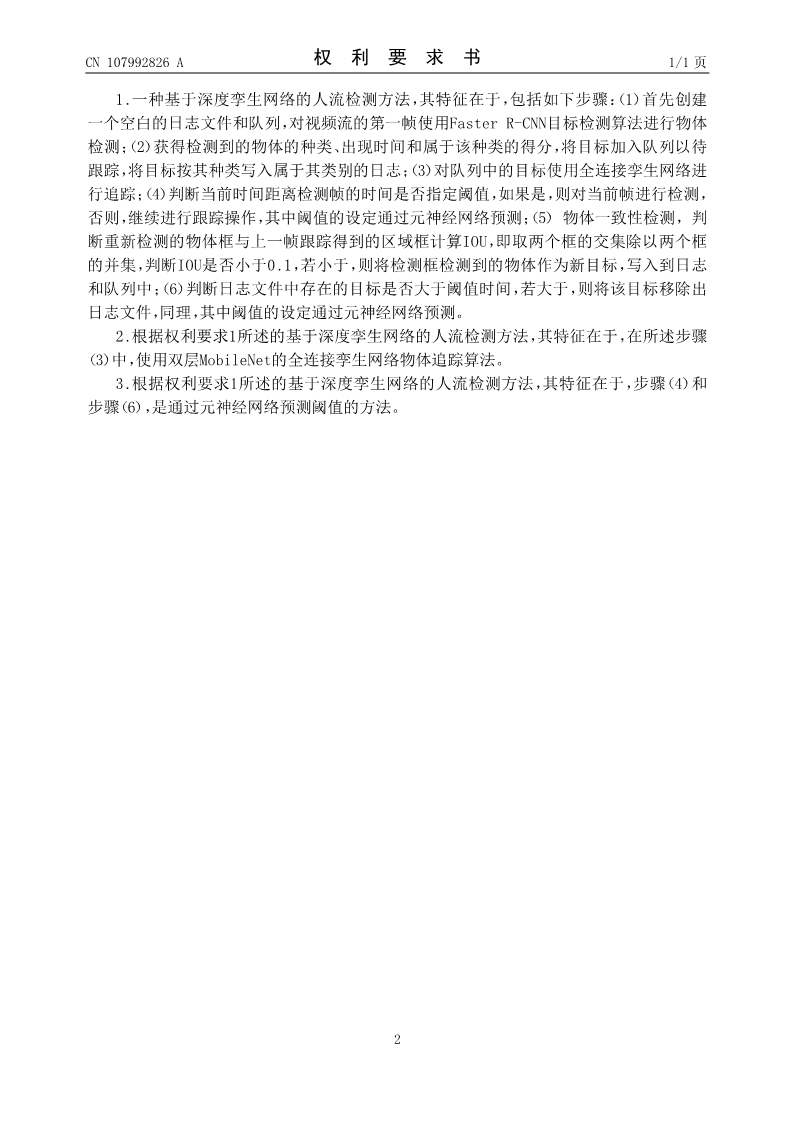 CN 107992826 A
权 利 要 求 书
1/1 页
1.一种基于深度孪生网络的人流检测方法,其特征在于,包括如下步骤:(1)首先创建
一个空白的日志文件和队列,对视频流的第一帧使用Faster R-CNN目标检测算法进行物体
检测;(2)获得检测到的物体的种类、出现时间和属于该种类的得分,将目标加入队列以待
跟踪,将目标按其种类写入属于其类别的日志;(3)对队列中的目标使用全连接孪生网络进
行追踪;(4)判断当前时间距离检测帧的时间是否指定阈值,如果是,则对当前帧进行检测,
否则,继续进行跟踪操作,其中阈值的设定通过元神经网络预测;(5) 物体一致性检测, 判
断重新检测的物体框与上一帧跟踪得到的区域框计算IOU,即取两个框的交集除以两个框
的并集,判断IOU是否小于0.1,若小于,则将检测框检测到的物体作为新目标,写入到日志
和队列中;(6)判断日志文件中存在的目标是否大于阈值时间,若大于,则将该目标移除出
日志文件,同理,其中阈值的设定通过元神经网络预测。
2.根据权利要求1所述的基于深度孪生网络的人流检测方法,其特征在于,在所述步骤
(3)中,使用双层MobileNet的全连接孪生网络物体追踪算法。
3.根据权利要求1所述的基于深度孪生网络的人流检测方法,其特征在于,步骤(4)和
步骤(6),是通过元神经网络预测阈值的方法。
2